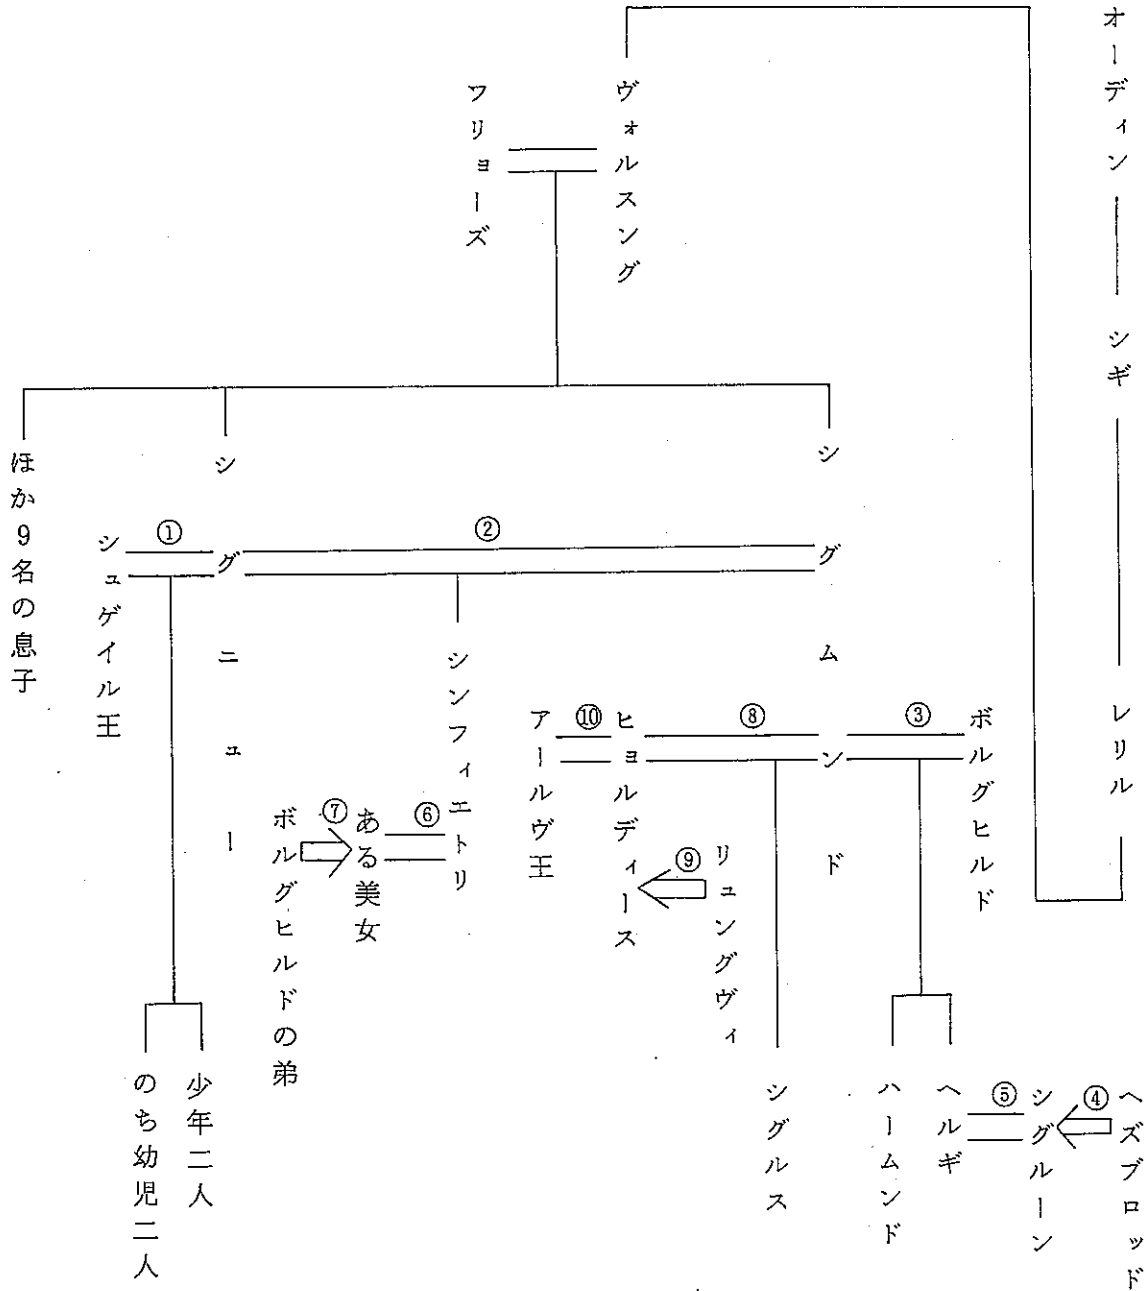 オーディン
シギ
レリル
ヴォルスング
フリョーズ
シグムンド
シグニュー
ほか9名の息子
①
②
シュゲイル王
シンフィエトリ
③
⑧
⑩
ボルグヒルド
ヒョルディース
アールヴ王
⑨
リュングヴィ
⑥
⑦
ある美女
ボルグヒルドの弟
④
⑤
ヘズブロッド
シグルーン
ヘルギ
ハームンド
シグルス
少年二人
のち幼児二人